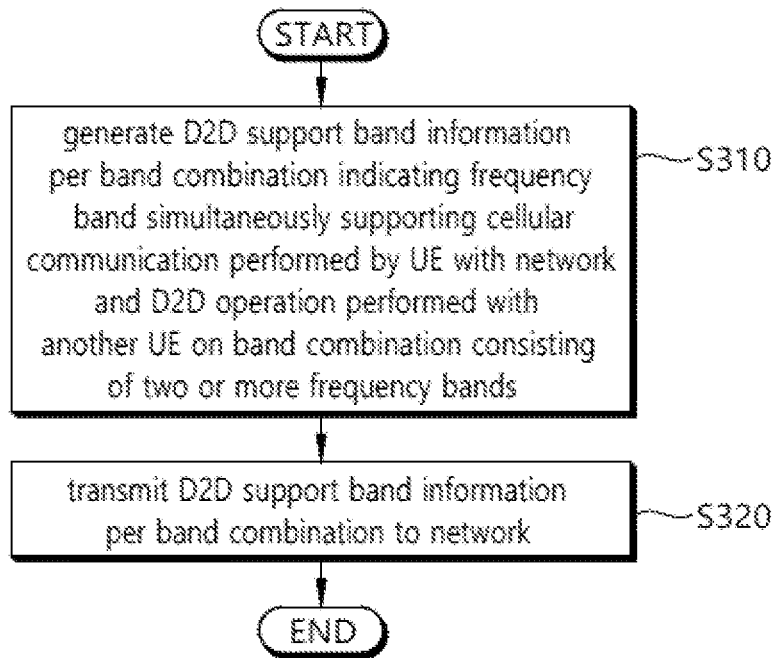 START
generate D2D support band information
per band combination indicating frequency
band simultaneously supporting cellular
communication performed by UE with network
and D2D operation performed with
another UE on band combination consisting
of two or more frequency bands
S310
transmit D2D support band information
per band combination to network
S320
END